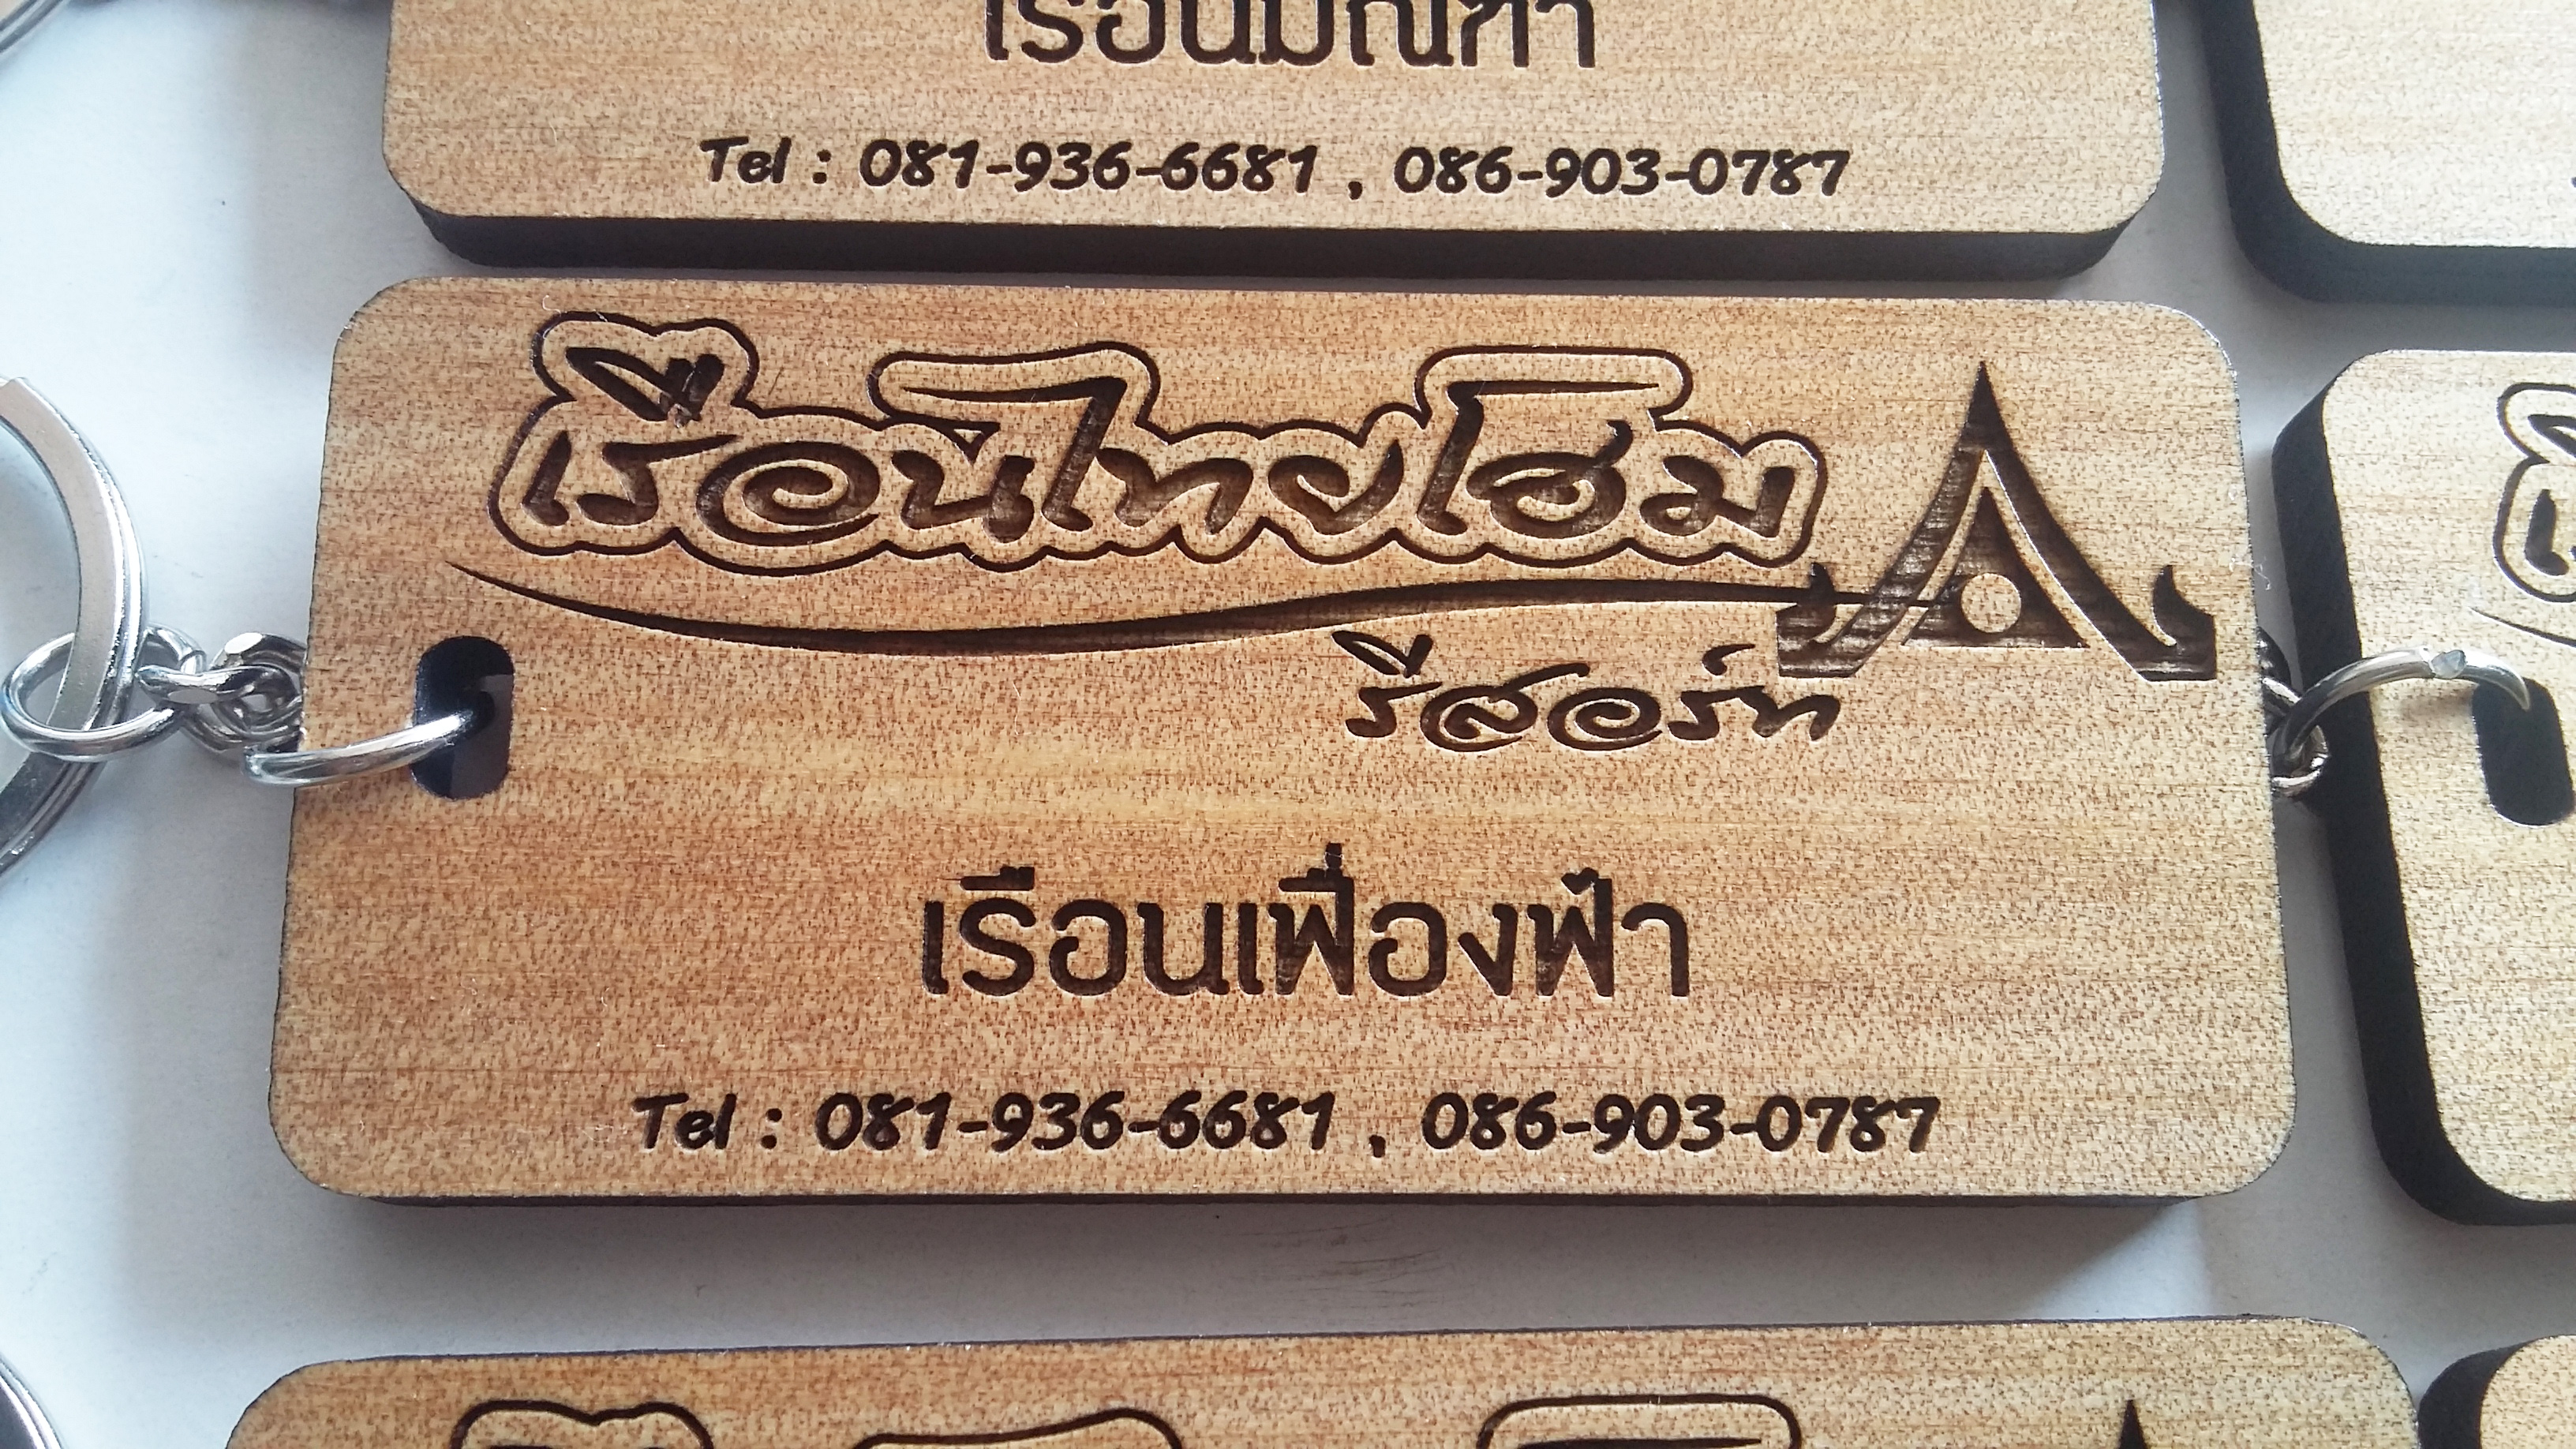 Tel : 081-936-6681 , 086-903-0787
เรือนไทยโฮม
รีสอร์ท
เรือนเฟื่องฟ้า
Tel : 081-936-6681 , 086-903-0787